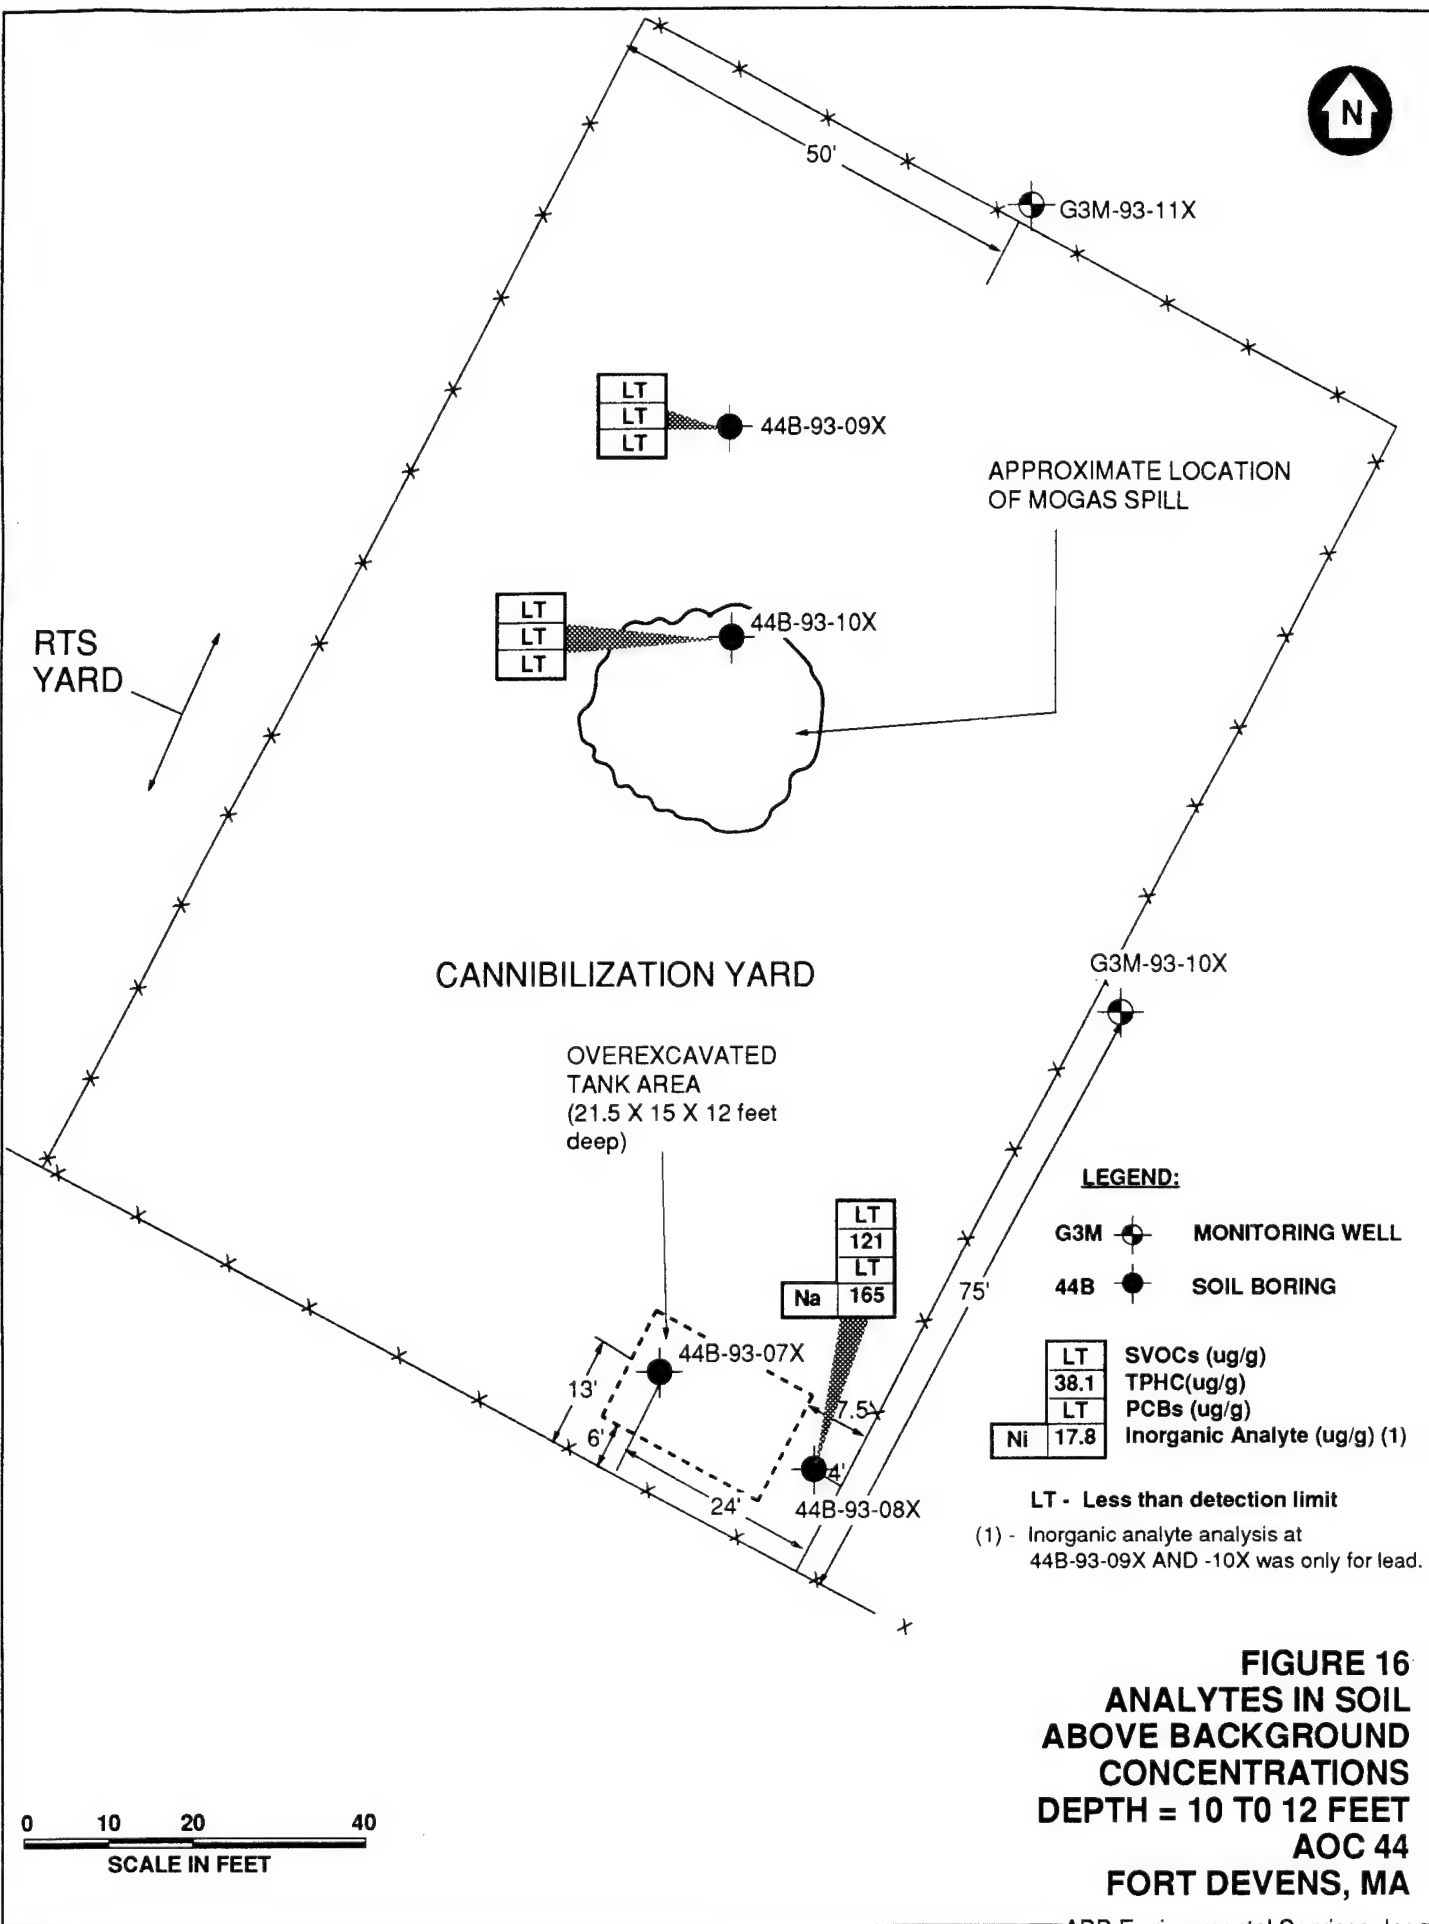 N
50'
G3M-93-11X
LT
LT
LT
44B-93-09X
APPROXIMATE LOCATION
OF MOGAS SPILL
LT
LT
LT
44B-93-10X
RTS
YARD
CANNIBILIZATION YARD
G3M-93-10X
OVEREXCAVATED
TANK AREA
(21.5 X 15 X 12 feet
deep)
LT
121
LT
Na 165
75'
44B-93-07X
13'
7.5'
6'
4'
24'
44B-93-08X
LEGEND:
G3M MONITORING WELL
44B SOIL BORING
LT SVOCs (ug/g)
38.1 TPHC(ug/g)
LT PCBs (ug/g)
Ni 17.8 Inorganic Analyte (ug/g) (1)
LT - Less than detection limit
(1) - Inorganic analyte analysis at
44B-93-09X AND -10X was only for lead.
FIGURE 16
ANALYTES IN SOIL
ABOVE BACKGROUND
CONCENTRATIONS
DEPTH = 10 T0 12 FEET
AOC 44
FORT DEVENS, MA
0 10 20 40
SCALE IN FEET